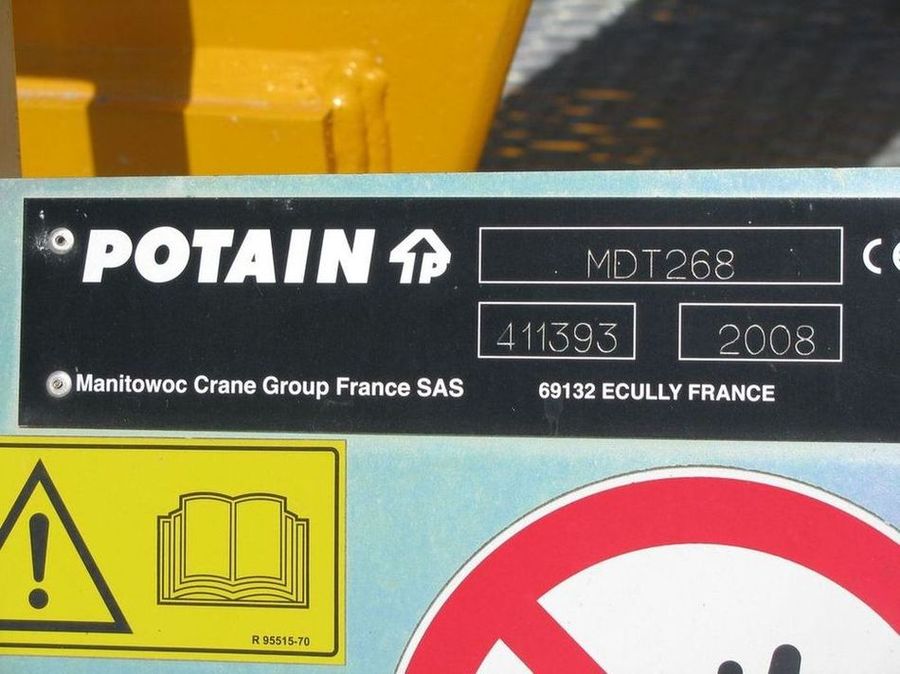 POTAIN
MDT268
CE
411393
2008
Manitowoc Crane Group France SAS
69132 ECULLY FRANCE
R 95515-70